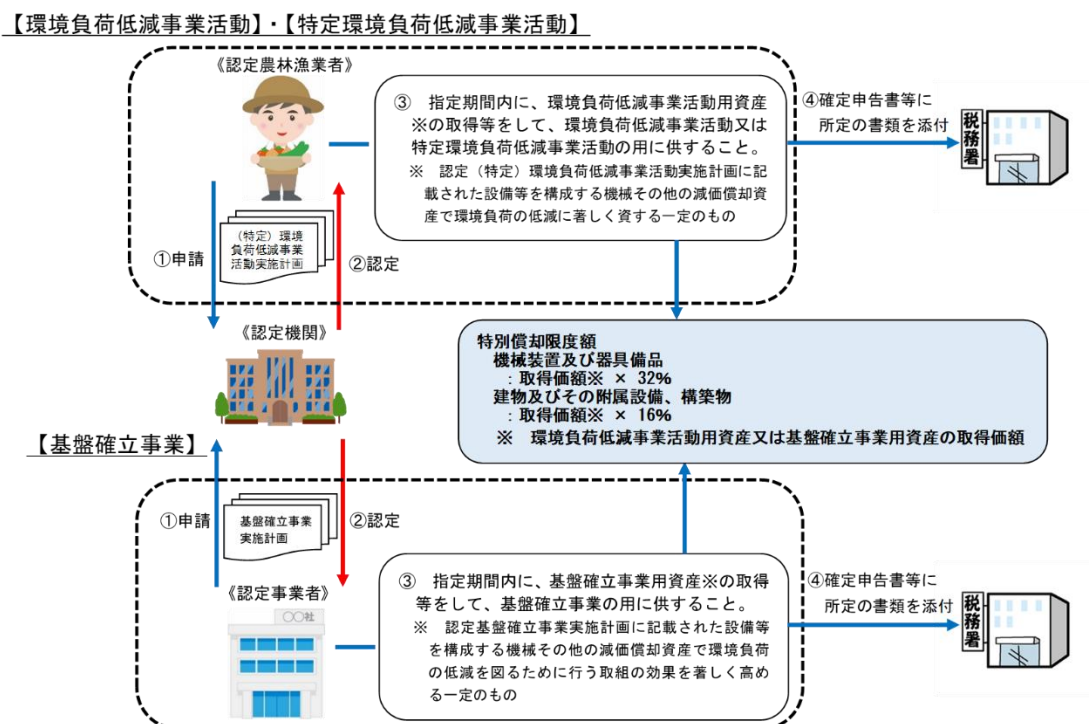 【環境負荷低減事業活動】・【特定環境負荷低減事業活動】
《認定農林漁業者》
③ 指定期間内に、環境負荷低減事業活動用資産
※の取得等をして、環境負荷低減事業活動又は
特定環境負荷低減事業活動の用に供すること。
※ 認定（特定）環境負荷低減事業活動実施計画に記
載された設備等を構成する機械その他の減価償却資
産で環境負荷の低減に著しく資する一定のもの
④確定申告書等に
所定の書類を添付
税務署
①申請
（特定）環境
負荷低減事業
活動実施計画
②認定
《認定機関》
特別償却限度額
機械装置及び器具備品
：取得価額※ × 32%
建物及びその附属設備、構築物
：取得価額※ × 16%
※ 環境負荷低減事業活動用資産又は基盤確立事業用資産の取得価額
【基盤確立事業】
①申請
基盤確立事業
実施計画
②認定
《認定事業者》
〇〇社
③ 指定期間内に、基盤確立事業用資産※の取得
等をして、基盤確立事業の用に供すること。
※ 認定基盤確立事業実施計画に記載された設備等
を構成する機械その他の減価償却資産で環境負荷
の低減を図るために行う取組の効果を著しく高め
る一定のもの
④確定申告書等に
所定の書類を添付
税務署